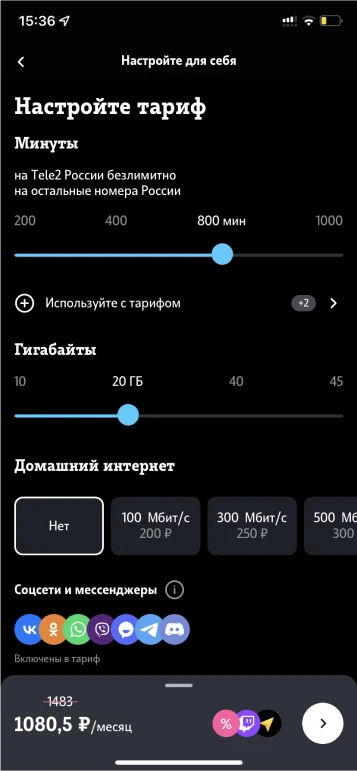 15:36
Настройте для себя
Настройте тариф
Минуты
на Tele2 России безлимитно
на остальные номера России
200 400 800 мин 1000
Используйте с тарифом +2
Гигабайты
10 20 ГБ 40 45
Домашний интернет
Нет 100 Мбит/с 300 Мбит/с 500 Мб
200 ₽ 250 ₽ 300
Соцсети и мессенджеры
Включены в тариф
1483
1080,5 ₽/месяц